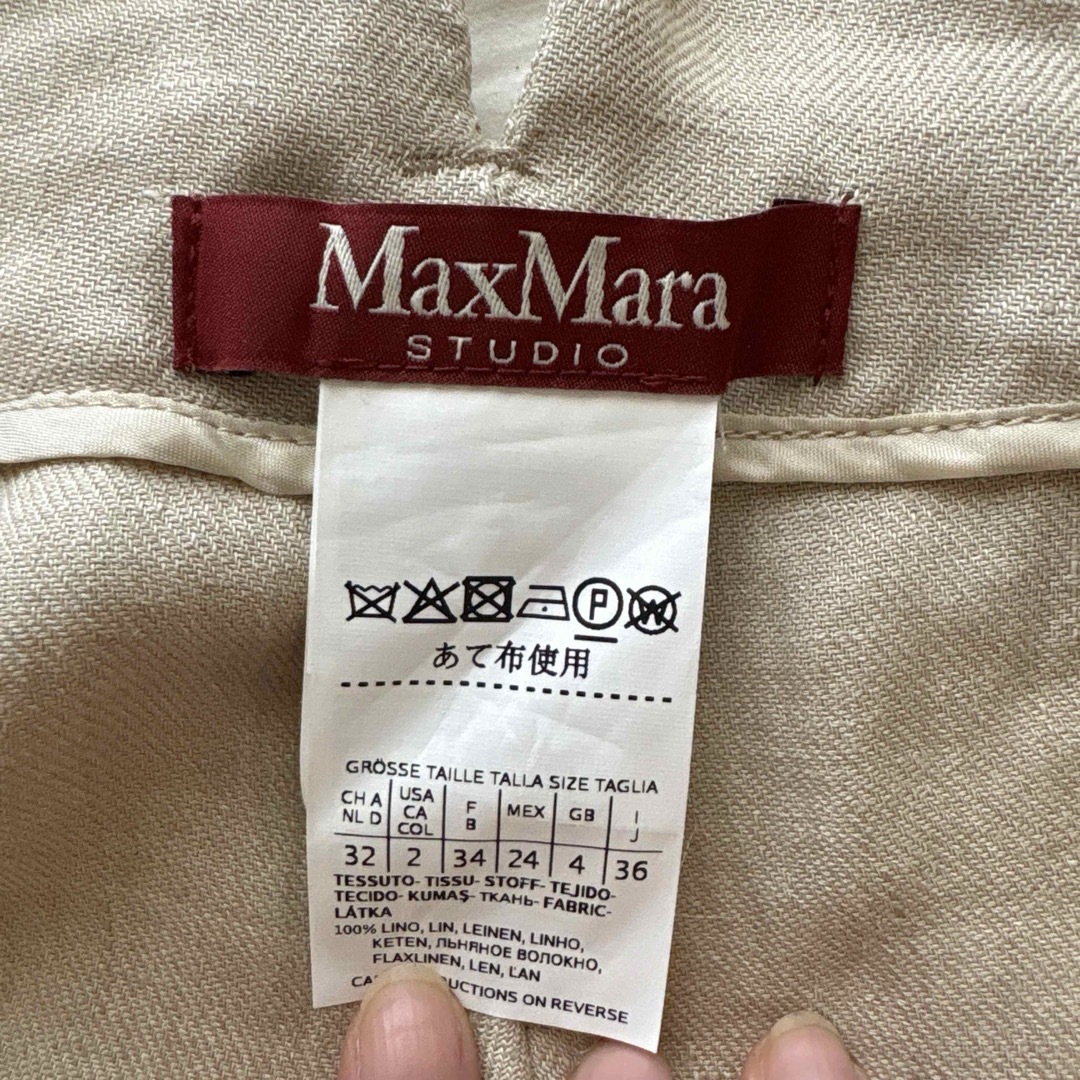 MaxMara
STUDIO
P W
あて布使用
GRÖSSE TAILLE TALLA SIZE TAGLIA
CH A NL D USA CA COL F B MEX GB I J
32 2 34 24 4 36
TESSUTO- TISSU- STOFF- TEJIDO-
TECIDO- KUMAŞ- ТКАНЬ- FABRIC-
LÁTKA
100% LINO, LIN, LEINEN, LINHO,
KETEN, ЛЬНЯНОЕ ВОЛОКНО,
FLAXLINEN, LEN, ĽAN
ON REVERSE